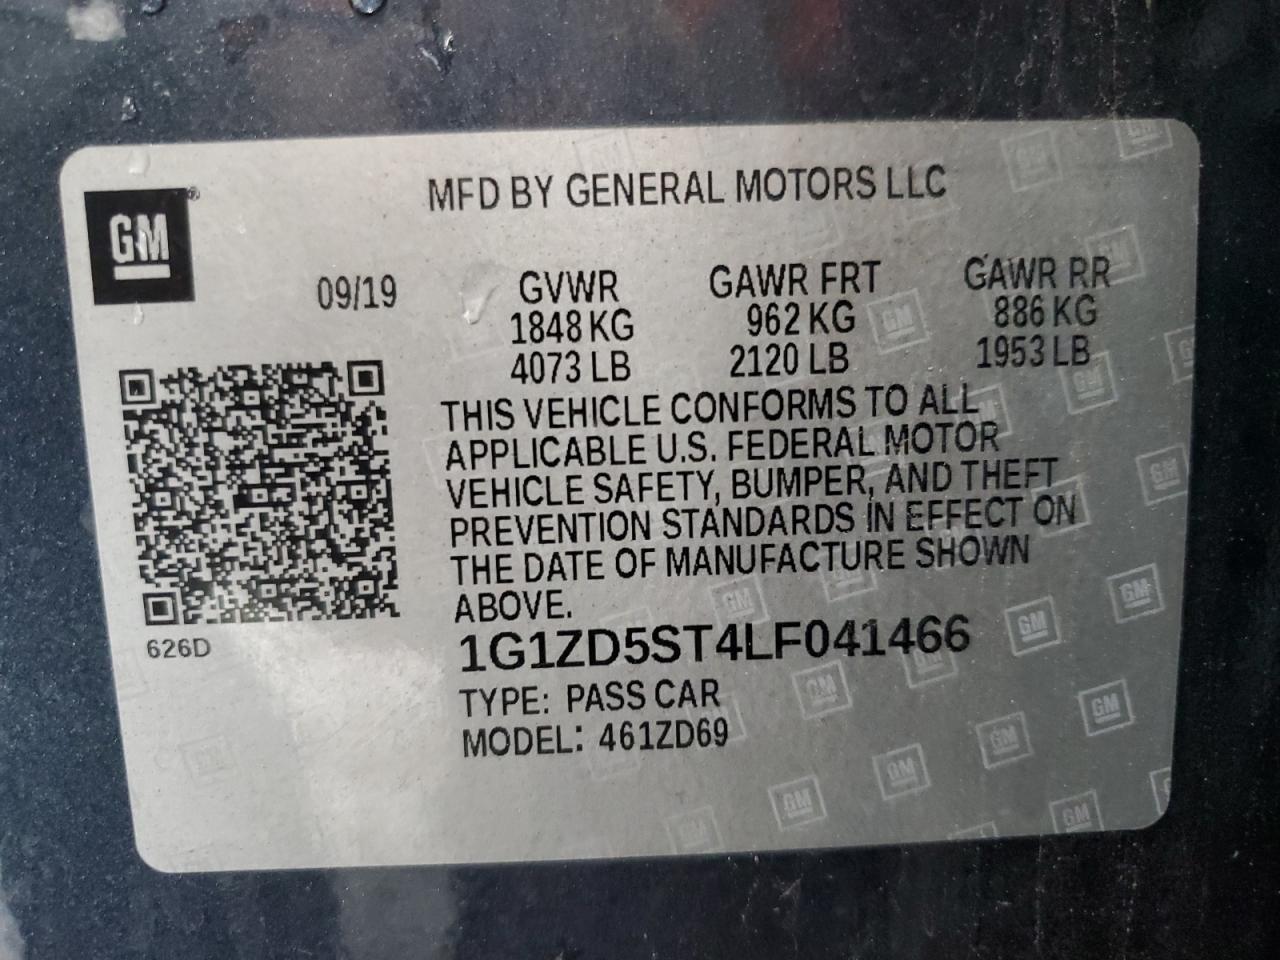 GM®
MFD BY GENERAL MOTORS LLC
09/19
GVWR GAWR FRT GAWR RR
1848 KG 962 KG 886 KG
4073 LB 2120 LB 1953 LB
THIS VEHICLE CONFORMS TO ALL
APPLICABLE U.S. FEDERAL MOTOR
VEHICLE SAFETY, BUMPER, AND THEFT
PREVENTION STANDARDS IN EFFECT ON
THE DATE OF MANUFACTURE SHOWN
ABOVE.
626D
1G1ZD5ST4LF041466
TYPE: PASS CAR
MODEL: 461ZD69